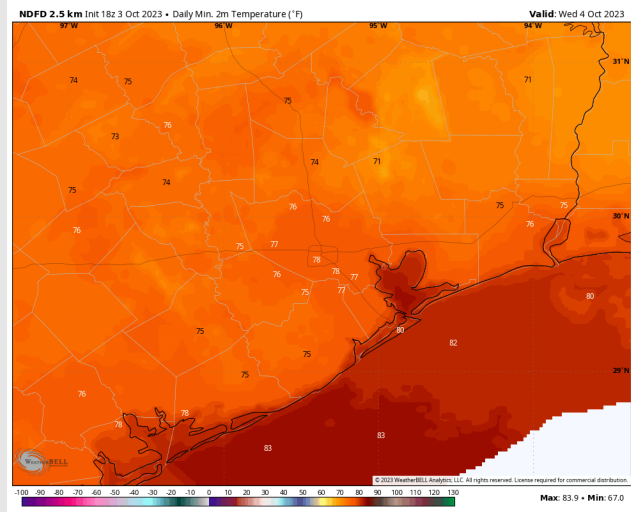 NDFD 2.5 km Init 18z 3 Oct 2023 • Daily Min. 2m Temperature (°F)
Valid: Wed 4 Oct 2023
97°W 96°W 95°W 94°W
31°N
74 75 71
75
76
73
74 71
74
75
75 75
76
76
76
30°N
76
75 77
78
76 78 77
75 77
80
80
75
82
75
29°N
75
76
78
78
83
83
WeatherBELL
© 2023 WeatherBELL Analytics, LLC. All rights reserved. License required for commercial distribution.
-100 -90 -80 -70 -60 -50 -40 -30 -20 -10 0 10 20 30 40 50 60 70 80 90 100 110 120 130
Max: 83.9 • Min: 67.0